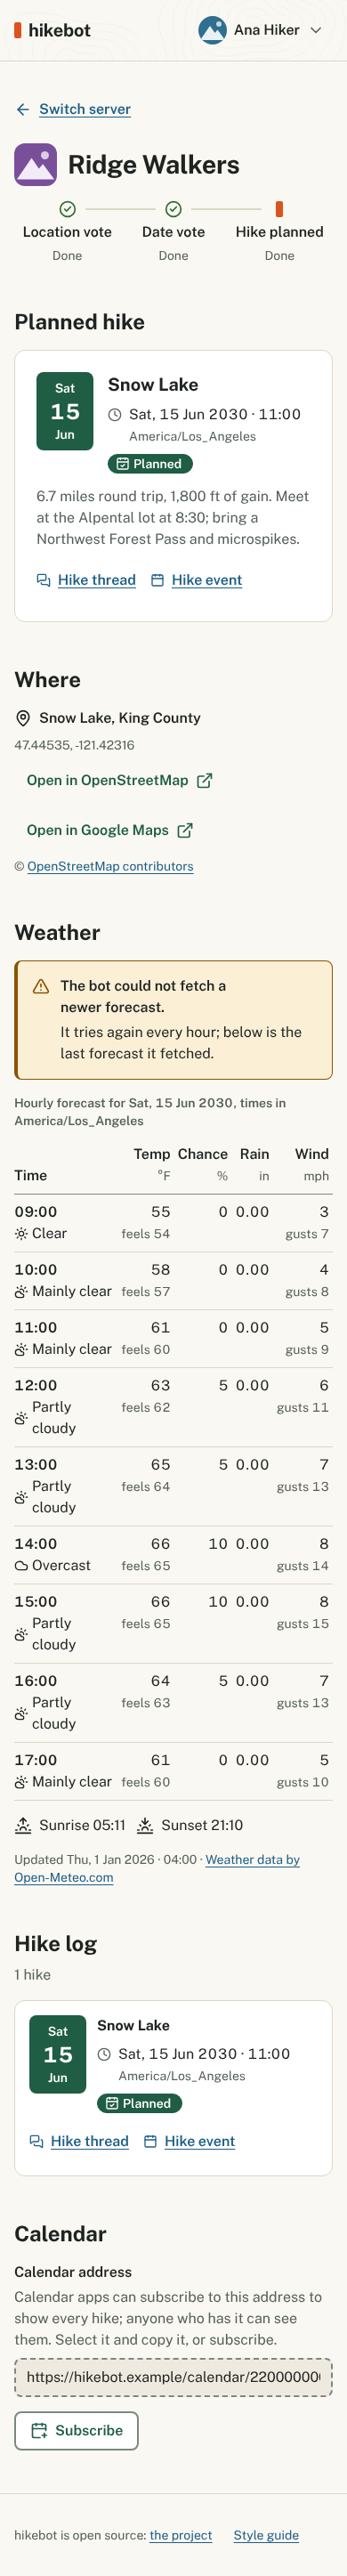 hikebot
Ana Hiker
Switch server
Ridge Walkers
Location vote
Date vote
Hike planned
Done
Done
Done
Planned hike
Sat
15
Jun
Snow Lake
Sat, 15 Jun 2030 · 11:00
America/Los_Angeles
Planned
6.7 miles round trip, 1,800 ft of gain. Meet
at the Alpental lot at 8:30; bring a
Northwest Forest Pass and microspikes.
Hike thread
Hike event
Where
Snow Lake, King County
47.44535, -121.42316
Open in OpenStreetMap
Open in Google Maps
© OpenStreetMap contributors
Weather
The bot could not fetch a
newer forecast.
It tries again every hour; below is the
last forecast it fetched.
Hourly forecast for Sat, 15 Jun 2030, times in
America/Los_Angeles
Temp Chance Rain Wind
Time °F % in mph
09:00 55 0 0.00 3
Clear feels 54 gusts 7
10:00 58 0 0.00 4
Mainly clear feels 57 gusts 8
11:00 61 0 0.00 5
Mainly clear feels 60 gusts 9
12:00 63 5 0.00 6
Partly feels 62 gusts 11
cloudy
13:00 65 5 0.00 7
Partly feels 64 gusts 13
cloudy
14:00 66 10 0.00 8
Overcast feels 65 gusts 14
15:00 66 10 0.00 8
Partly feels 65 gusts 15
cloudy
16:00 64 5 0.00 7
Partly feels 63 gusts 13
cloudy
17:00 61 0 0.00 5
Mainly clear feels 60 gusts 10
Sunrise 05:11 Sunset 21:10
Updated Thu, 1 Jan 2026 · 04:00 · Weather data by
Open-Meteo.com
Hike log
1 hike
Sat
15
Jun
Snow Lake
Sat, 15 Jun 2030 · 11:00
America/Los_Angeles
Planned
Hike thread
Hike event
Calendar
Calendar address
Calendar apps can subscribe to this address to
show every hike; anyone who has it can see
them. Select it and copy it, or subscribe.
https://hikebot.example/calendar/220000000
Subscribe
hikebot is open source: the project
Style guide